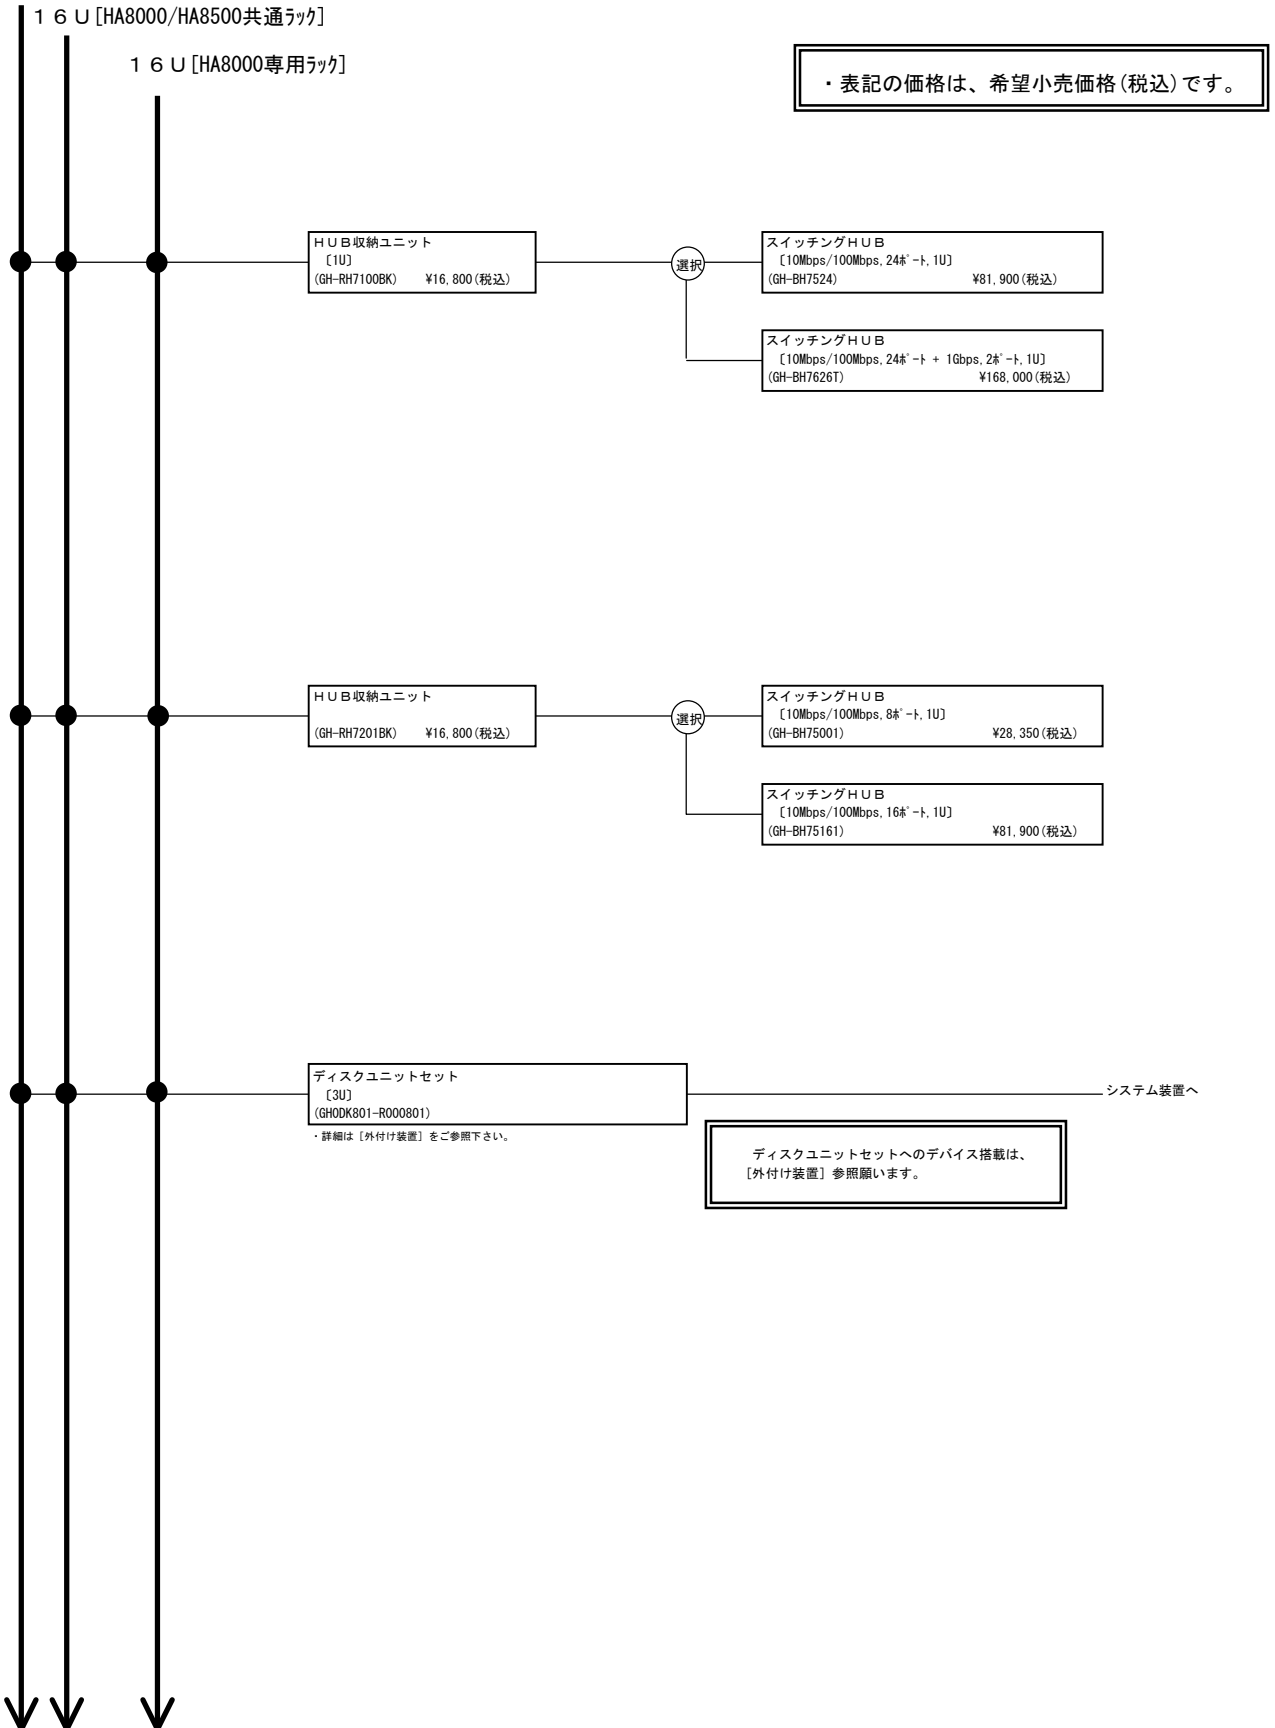 １６Ｕ[HA8000/HA8500共通ﾗｯｸ]
１６Ｕ[HA8000専用ﾗｯｸ]
・表記の価格は、希望小売価格(税込)です。
ＨＵＢ収納ユニット
〔1U〕
(GH-RH7100BK) ¥16,800(税込)
選択
スイッチングＨＵＢ
〔10Mbps/100Mbps,24ﾎﾟｰﾄ,1U〕
(GH-BH7524) ¥81,900(税込)
スイッチングＨＵＢ
〔10Mbps/100Mbps,24ﾎﾟｰﾄ + 1Gbps,2ﾎﾟｰﾄ,1U〕
(GH-BH7626T) ¥168,000(税込)
ＨＵＢ収納ユニット
(GH-RH7201BK) ¥16,800(税込)
選択
スイッチングＨＵＢ
〔10Mbps/100Mbps,8ﾎﾟｰﾄ,1U〕
(GH-BH75001) ¥28,350(税込)
スイッチングＨＵＢ
〔10Mbps/100Mbps,16ﾎﾟｰﾄ,1U〕
(GH-BH75161) ¥81,900(税込)
ディスクユニットセット
〔3U〕
(GHODK801-R000801)
・詳細は［外付け装置］をご参照下さい。
システム装置へ
ディスクユニットセットへのデバイス搭載は、
［外付け装置］参照願います。